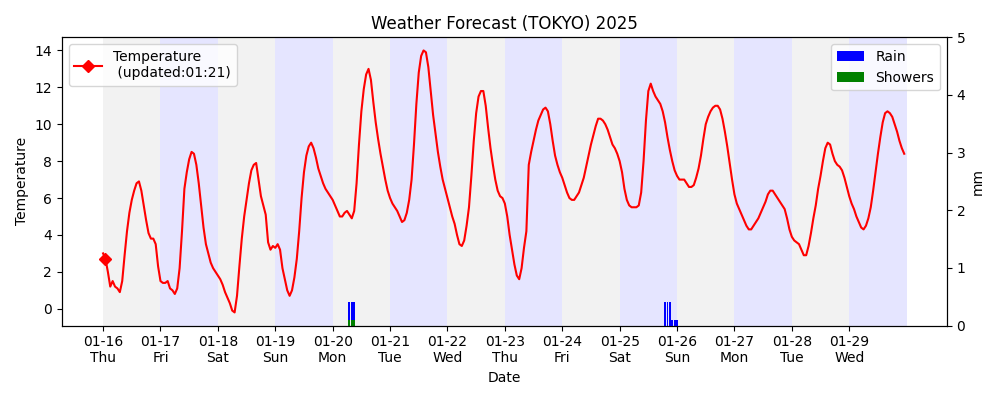 Weather Forecast (TOKYO) 2025
Temperature
(updated:01:21)
Rain
Showers
14
12
10
8
6
4
2
0
Temperature
5
4
3
2
1
0
mm
01-16 01-17 01-18 01-19 01-20 01-21 01-22 01-23 01-24 01-25 01-26 01-27 01-28 01-29
Thu Fri Sat Sun Mon Tue Wed Thu Fri Sat Sun Mon Tue Wed
Date